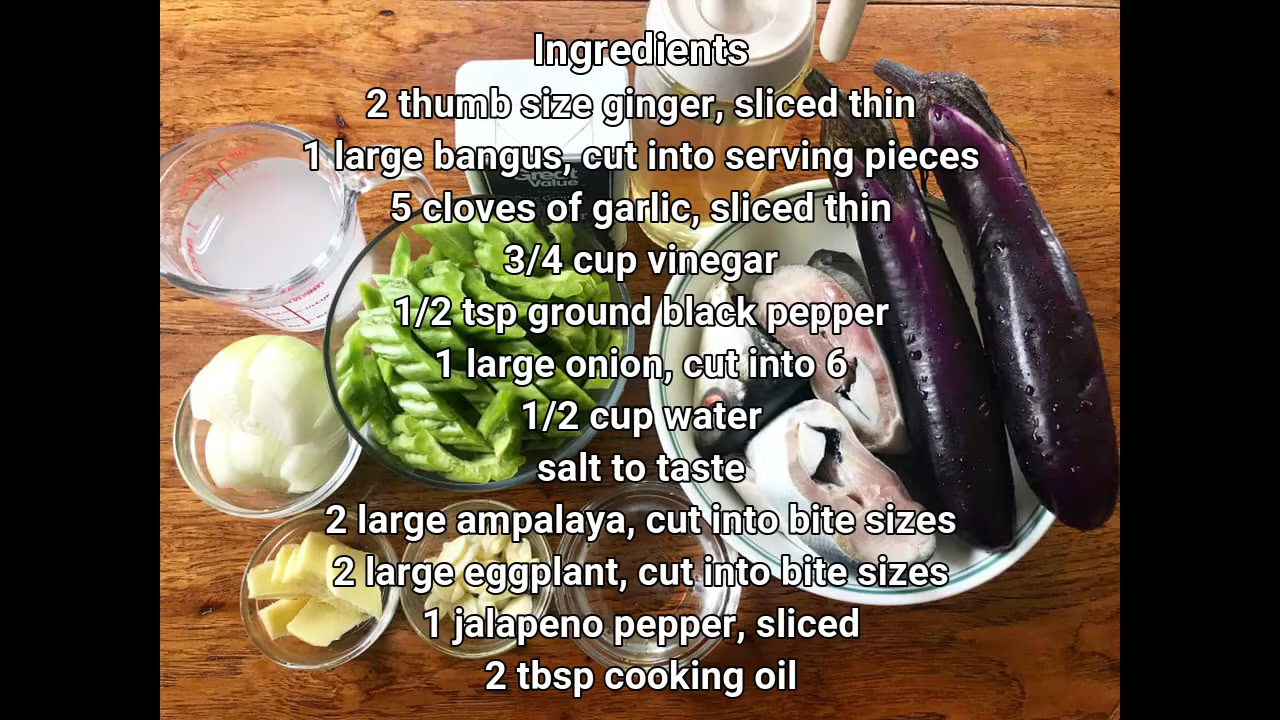 Ingredients
2 thumb size ginger, sliced thin
1 large bangus, cut into serving pieces
5 cloves of garlic, sliced thin
3/4 cup vinegar
1/2 tsp ground black pepper
1 large onion, cut into 6
1/2 cup water
salt to taste
2 large ampalaya, cut into bite sizes
2 large eggplant, cut into bite sizes
1 jalapeno pepper, sliced
2 tbsp cooking oil
Great
Value